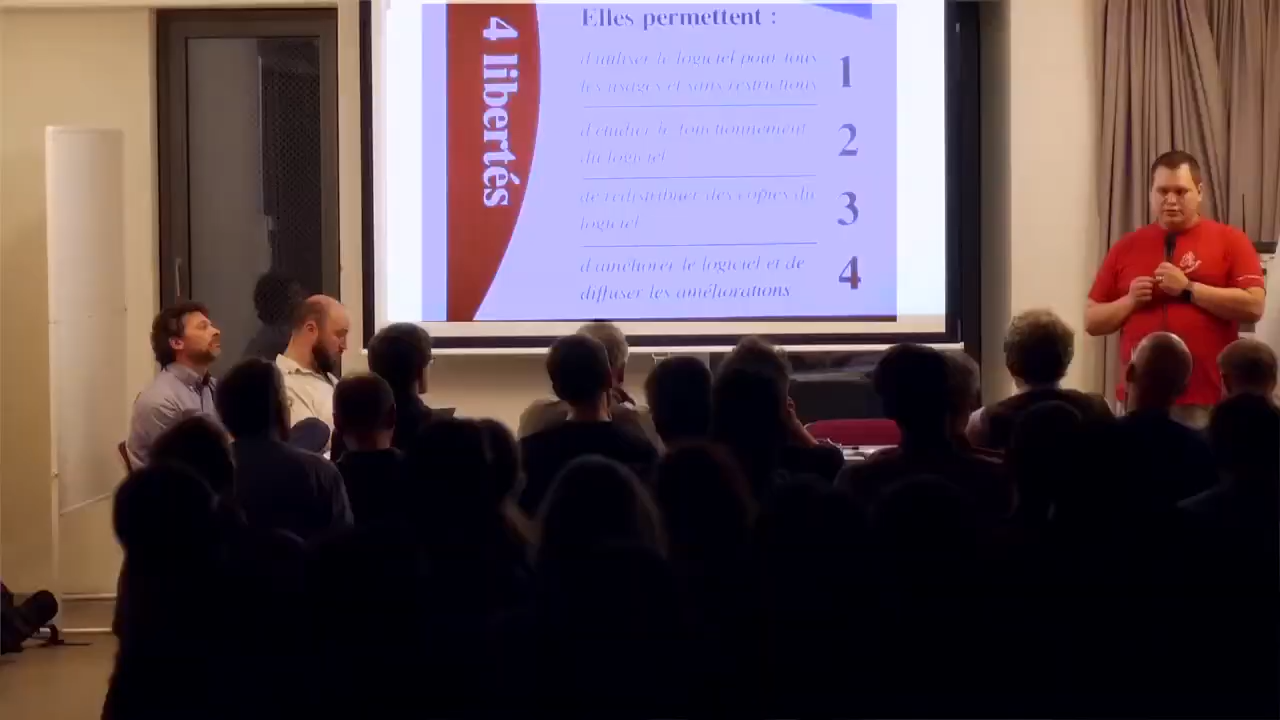 4 libertés
Elles permettent :
d'utiliser le logiciel pour tous
les usages et sans restrictions
1
d'étudier le fonctionnement
du logiciel
2
de redistribuer des copies du
logiciel
3
d'améliorer le logiciel et de
diffuser les améliorations
4